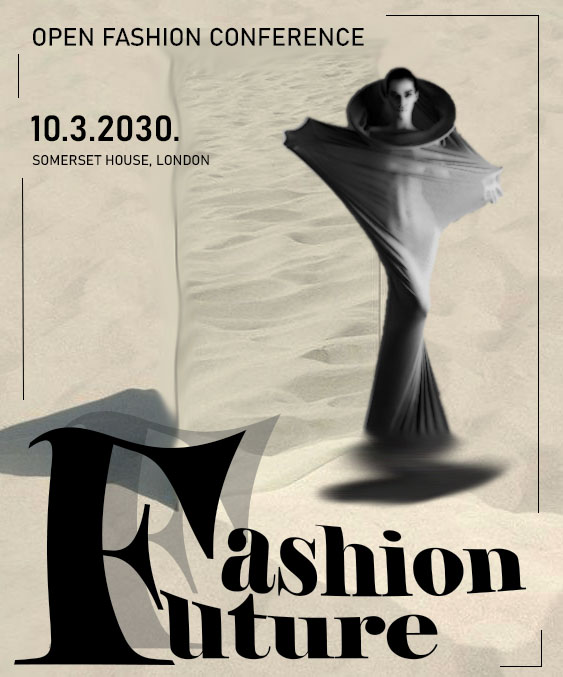 OPEN FASHION CONFERENCE
10.3.2030.
SOMERSET HOUSE, LONDON
Fashion
Future